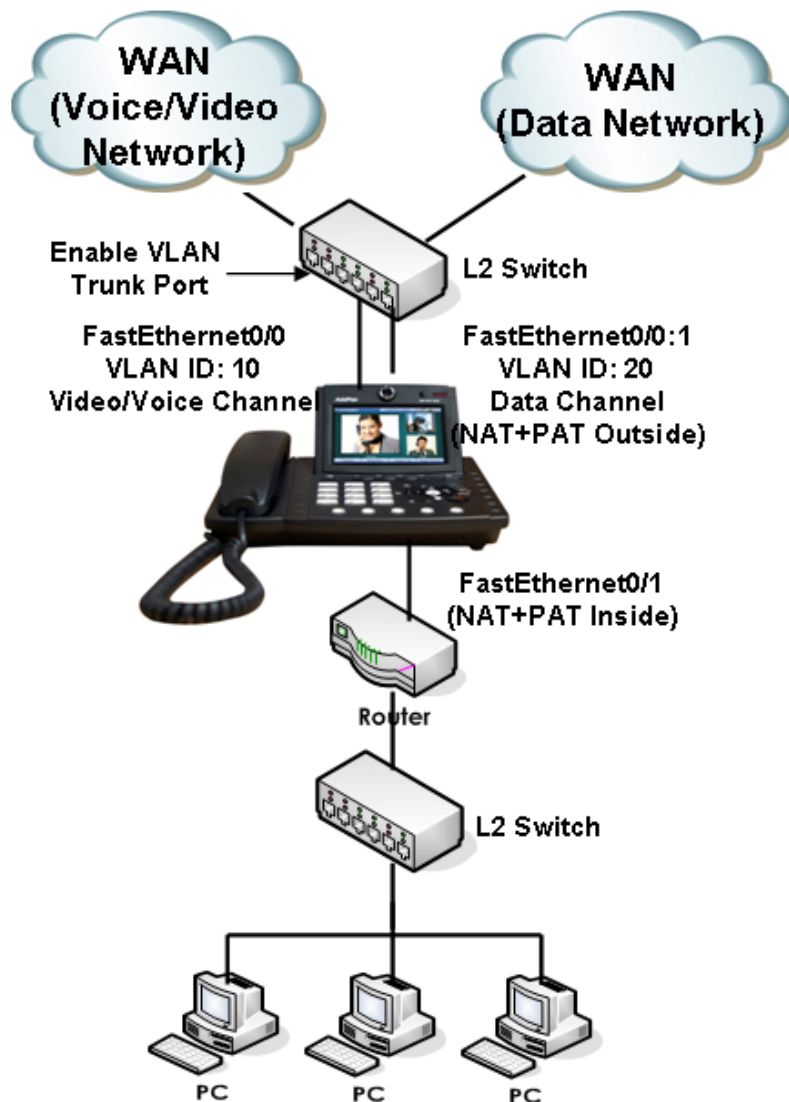 WAN
(Voice/Video
Network)
WAN
(Data Network)
Enable VLAN
Trunk Port
L2 Switch
FastEthernet0/0
VLAN ID: 10
Video/Voice Channel
FastEthernet0/0:1
VLAN ID: 20
Data Channel
(NAT+PAT Outside)
FastEthernet0/1
(NAT+PAT Inside)
Router
L2 Switch
PC
PC
PC